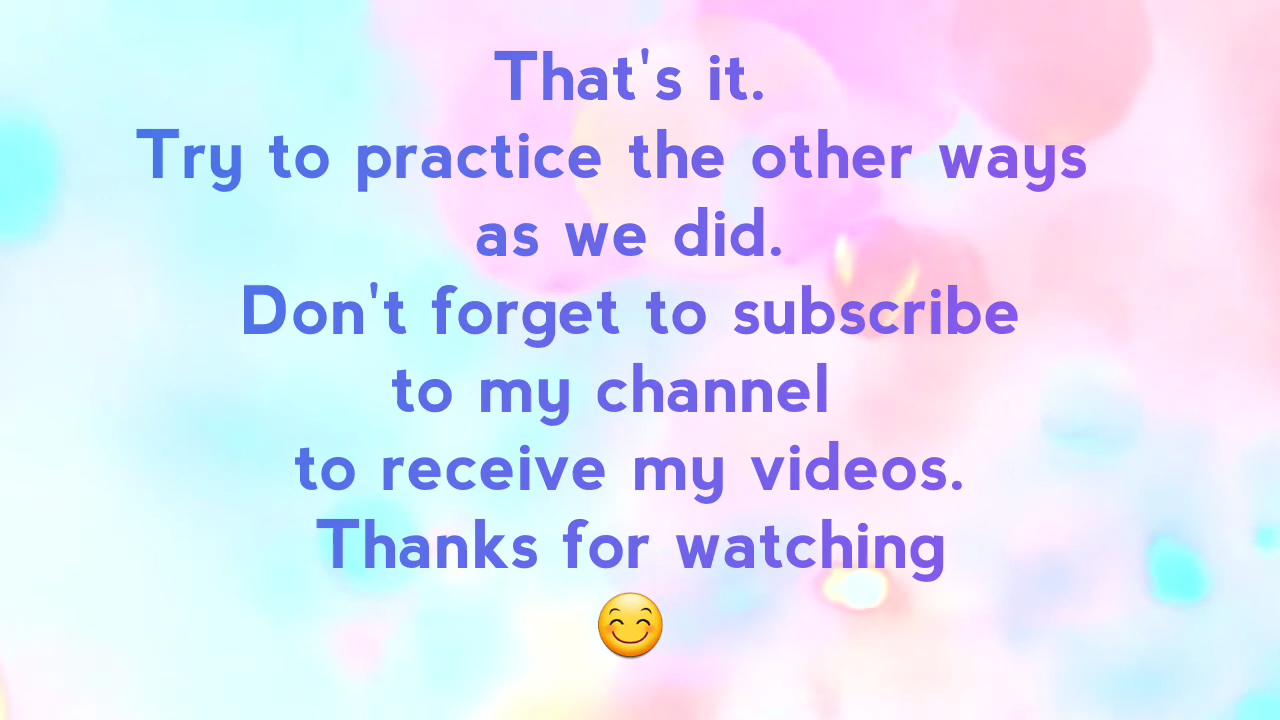 That's it.
Try to practice the other ways
as we did.
Don't forget to subscribe
to my channel
to receive my videos.
Thanks for watching
😊